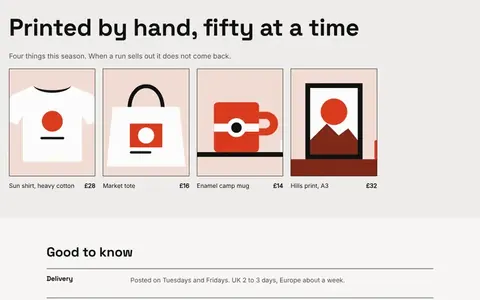 Printed by hand, fifty at a time
Four things this season. When a run sells out it does not come back.
Sun shirt, heavy cotton £28 Market tote £16 Enamel camp mug £14 Hills print, A3 £32
Good to know
Delivery Posted on Tuesdays and Fridays. UK 2 to 3 days, Europe about a week.